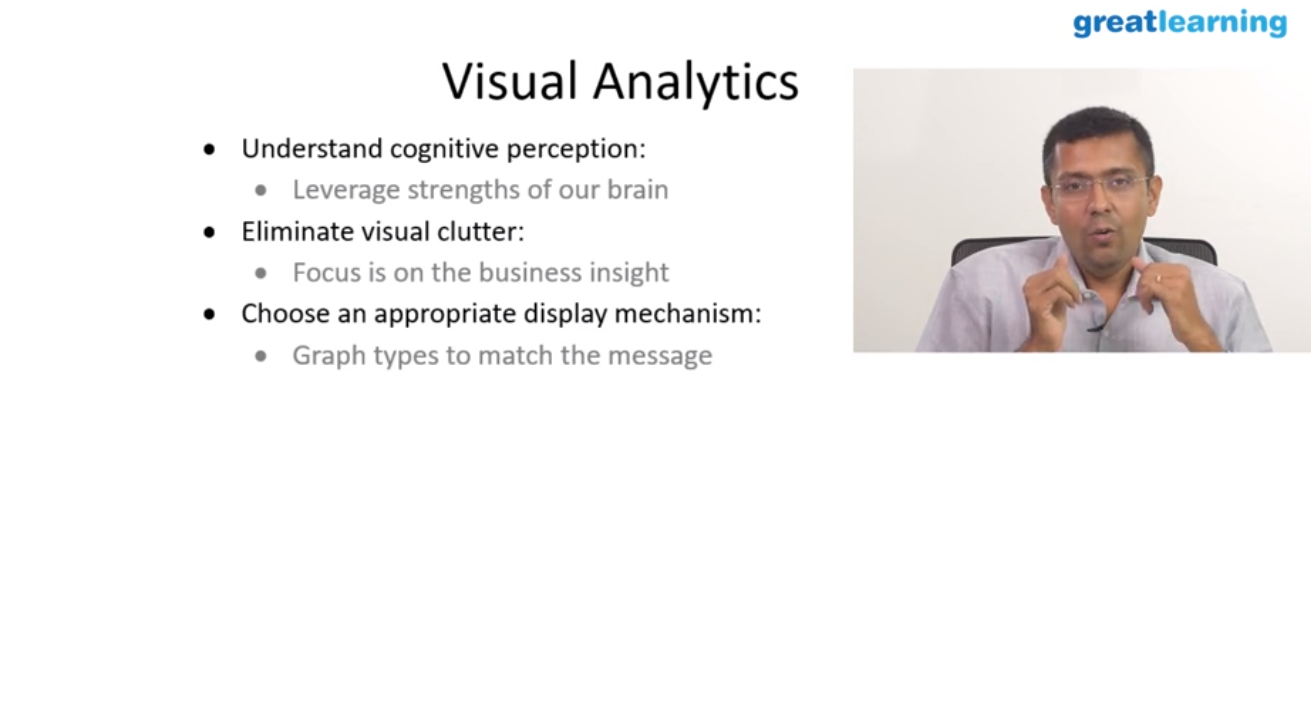 greatlearning
Visual Analytics
• Understand cognitive perception:
• Leverage strengths of our brain
• Eliminate visual clutter:
• Focus is on the business insight
• Choose an appropriate display mechanism:
• Graph types to match the message